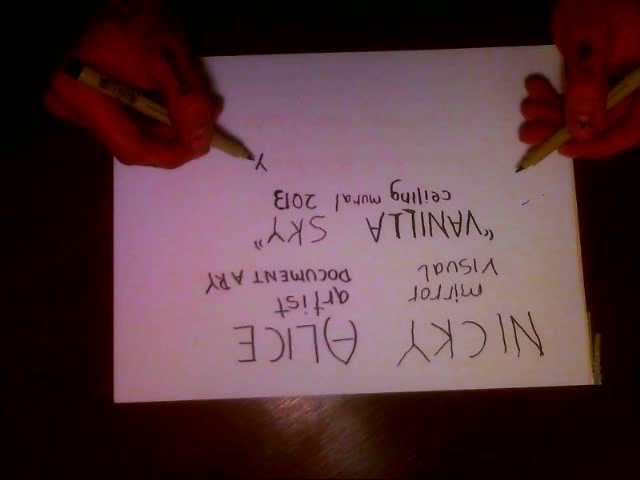 NICKY ALICE
mirror artist
VISUAL DOCUMENTARY
"VANILLA SKY"
ceiling mural 2013